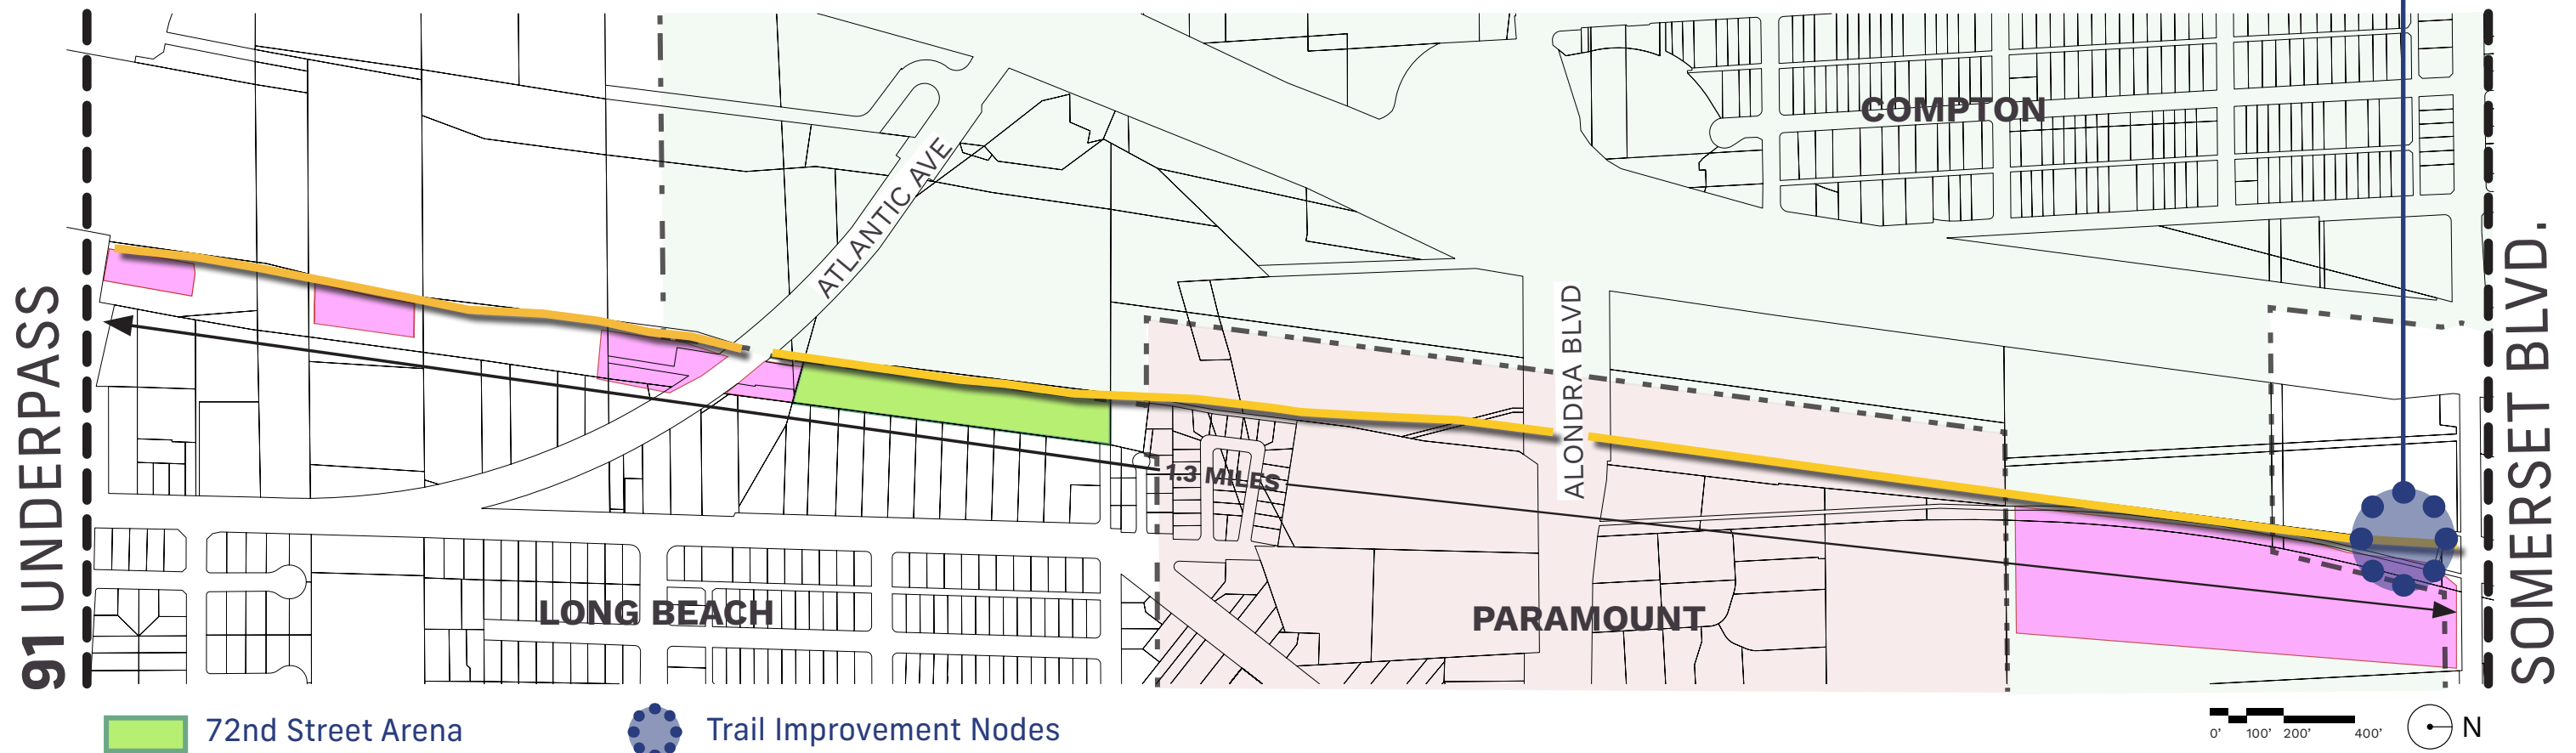 COMPTON
ATLANTIC AVE
91 UNDERPASS
SOMERSET BLVD.
ALONDRA BLVD
1.3 MILES
LONG BEACH
PARAMOUNT
72nd Street Arena
Trail Improvement Nodes
0' 100' 200' 400'
N